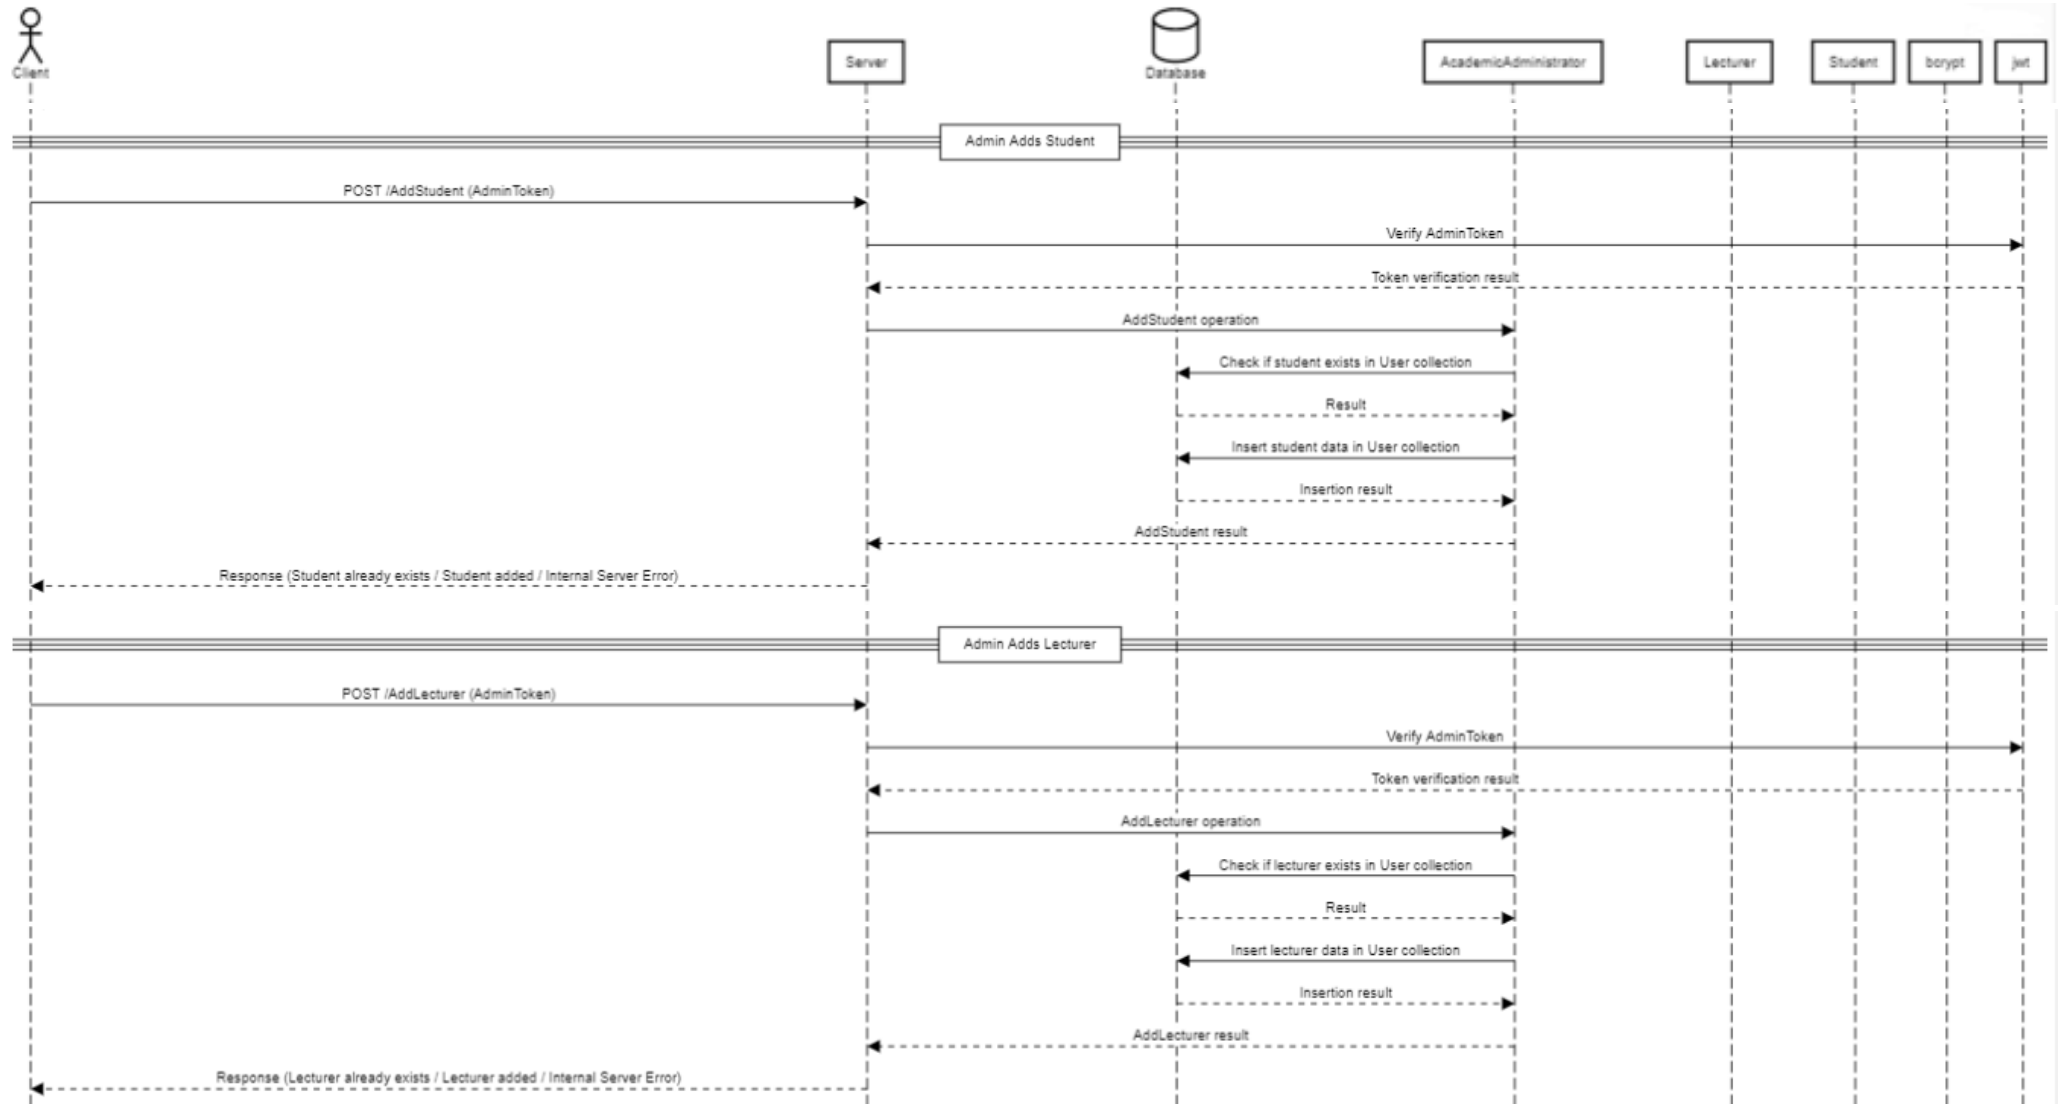 Client
Server
Database
AcademicAdministrator
Lecturer
Student
bcrypt
jwt
Admin Adds Student
POST /AddStudent (AdminToken)
Verify AdminToken
Token verification result
AddStudent operation
Check if student exists in User collection
Result
Insert student data in User collection
Insertion result
AddStudent result
Response (Student already exists / Student added / Internal Server Error)
Admin Adds Lecturer
POST /AddLecturer (AdminToken)
Verify AdminToken
Token verification result
AddLecturer operation
Check if lecturer exists in User collection
Result
Insert lecturer data in User collection
Insertion result
AddLecturer result
Response (Lecturer already exists / Lecturer added / Internal Server Error)